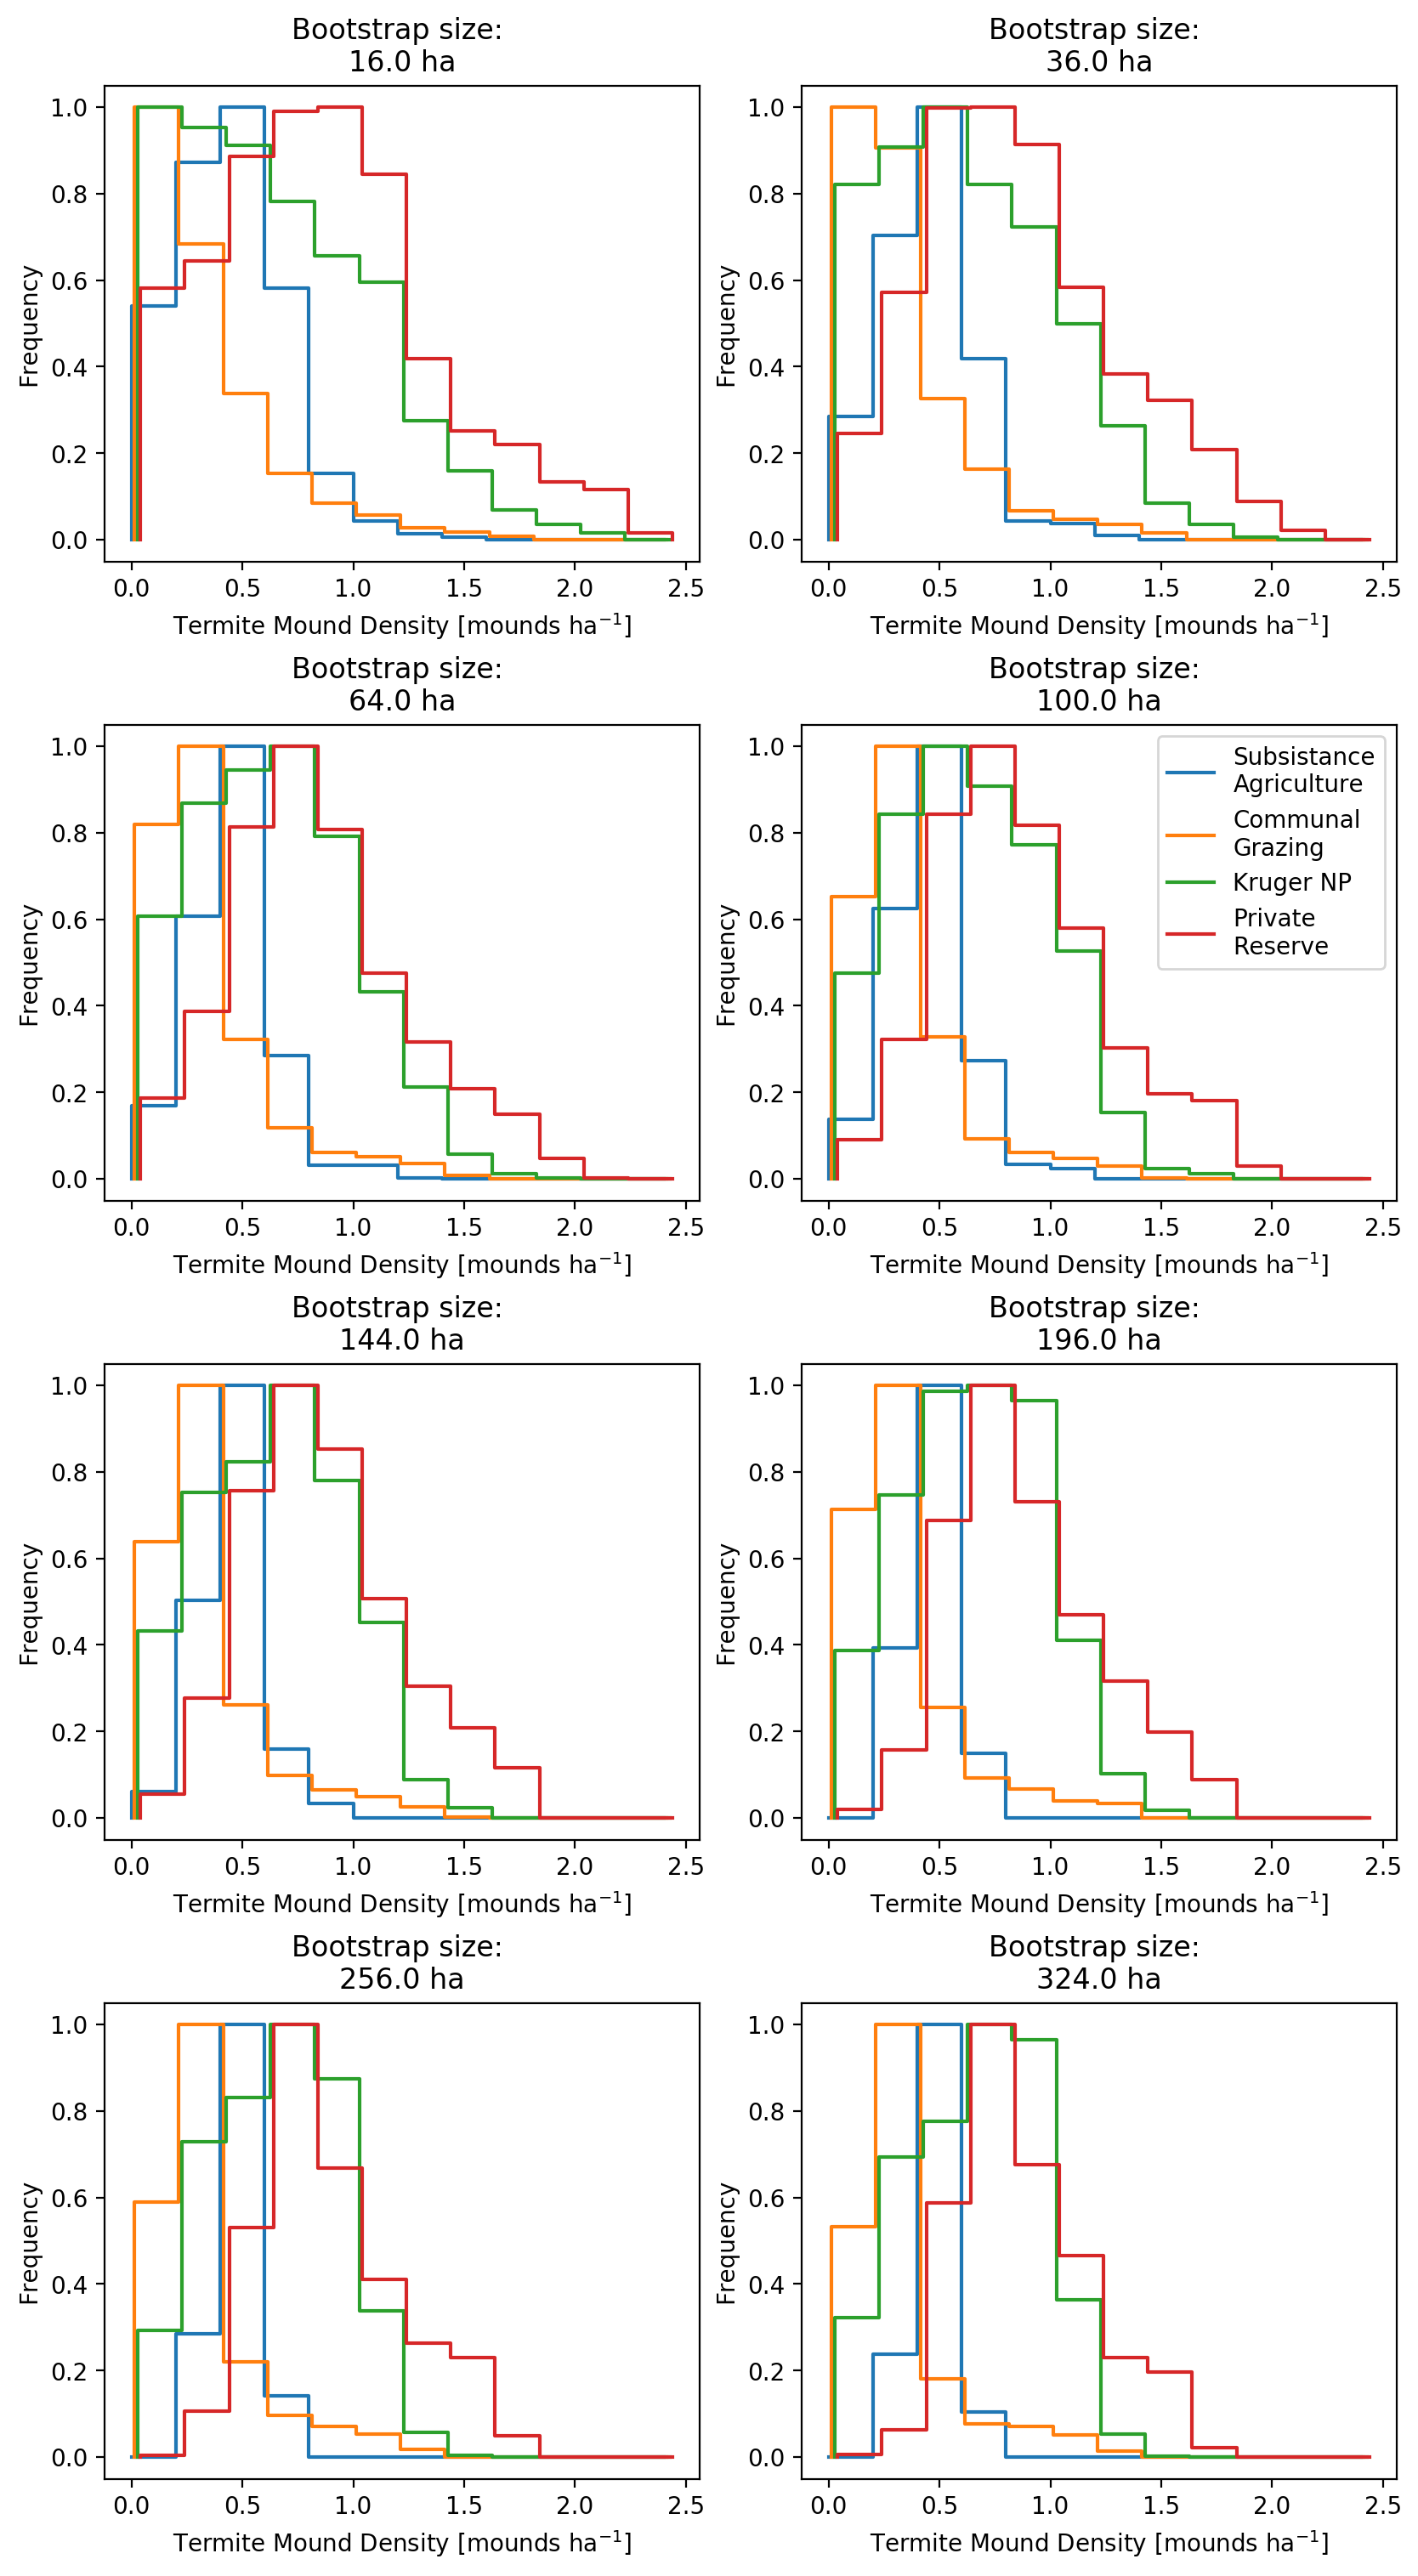 Bootstrap size:
16.0 ha
1.0
0.8
0.6
0.4
0.2
0.0
Frequency
0.0 0.5 1.0 1.5 2.0 2.5
Termite Mound Density [mounds ha⁻¹]
Bootstrap size:
36.0 ha
1.0
0.8
0.6
0.4
0.2
0.0
Frequency
0.0 0.5 1.0 1.5 2.0 2.5
Termite Mound Density [mounds ha⁻¹]
Bootstrap size:
64.0 ha
1.0
0.8
0.6
0.4
0.2
0.0
Frequency
0.0 0.5 1.0 1.5 2.0 2.5
Termite Mound Density [mounds ha⁻¹]
Bootstrap size:
100.0 ha
1.0
0.8
0.6
0.4
0.2
0.0
Frequency
Subsistance
Agriculture
Communal
Grazing
Kruger NP
Private
Reserve
0.0 0.5 1.0 1.5 2.0 2.5
Termite Mound Density [mounds ha⁻¹]
Bootstrap size:
144.0 ha
1.0
0.8
0.6
0.4
0.2
0.0
Frequency
0.0 0.5 1.0 1.5 2.0 2.5
Termite Mound Density [mounds ha⁻¹]
Bootstrap size:
196.0 ha
1.0
0.8
0.6
0.4
0.2
0.0
Frequency
0.0 0.5 1.0 1.5 2.0 2.5
Termite Mound Density [mounds ha⁻¹]
Bootstrap size:
256.0 ha
1.0
0.8
0.6
0.4
0.2
0.0
Frequency
0.0 0.5 1.0 1.5 2.0 2.5
Termite Mound Density [mounds ha⁻¹]
Bootstrap size:
324.0 ha
1.0
0.8
0.6
0.4
0.2
0.0
Frequency
0.0 0.5 1.0 1.5 2.0 2.5
Termite Mound Density [mounds ha⁻¹]